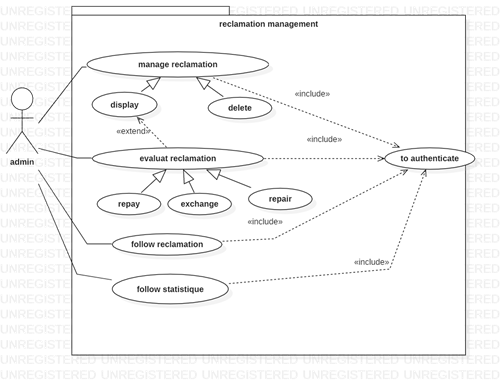 UNREGISTERED UNREGISTERED UNREGISTERED UNREGISTERED UNREGISTERED
reclamation management
manage reclamation
display
delete
«include»
«extend»
«include»
admin
evaluat reclamation
to authenticate
repay
exchange
repair
«include»
follow reclamation
«include»
follow statistique